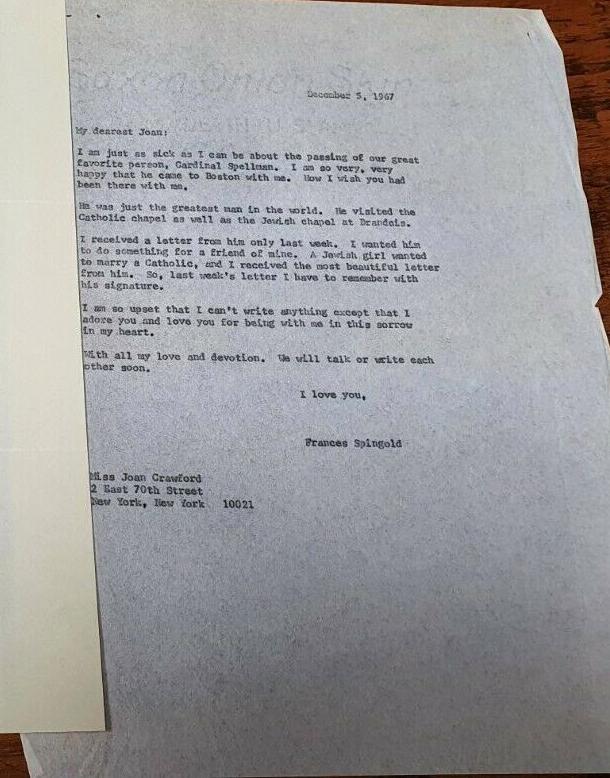 Saxon Onion Skin
December 5, 1967
My dearest Joan:
I am just as sick as I can be about the passing of our great
favorite person, Cardinal Spellman. I am so very, very
happy that he came to Boston with me. How I wish you had
been there with me.
He was just the greatest man in the world. He visited the
Catholic chapel as well as the Jewish chapel at Brandeis.
I received a letter from him only last week. I wanted him
to do something for a friend of mine. A Jewish girl wanted
to marry a Catholic, and I received the most beautiful letter
from him. So, last week's letter I have to remember with
his signature.
I am so upset that I can't write anything except that I
adore you and love you for being with me in this sorrow
in my heart.
With all my love and devotion. We will talk or write each
other soon.
I love you,
Frances Spingold
Miss Joan Crawford
2 East 70th Street
New York, New York 10021